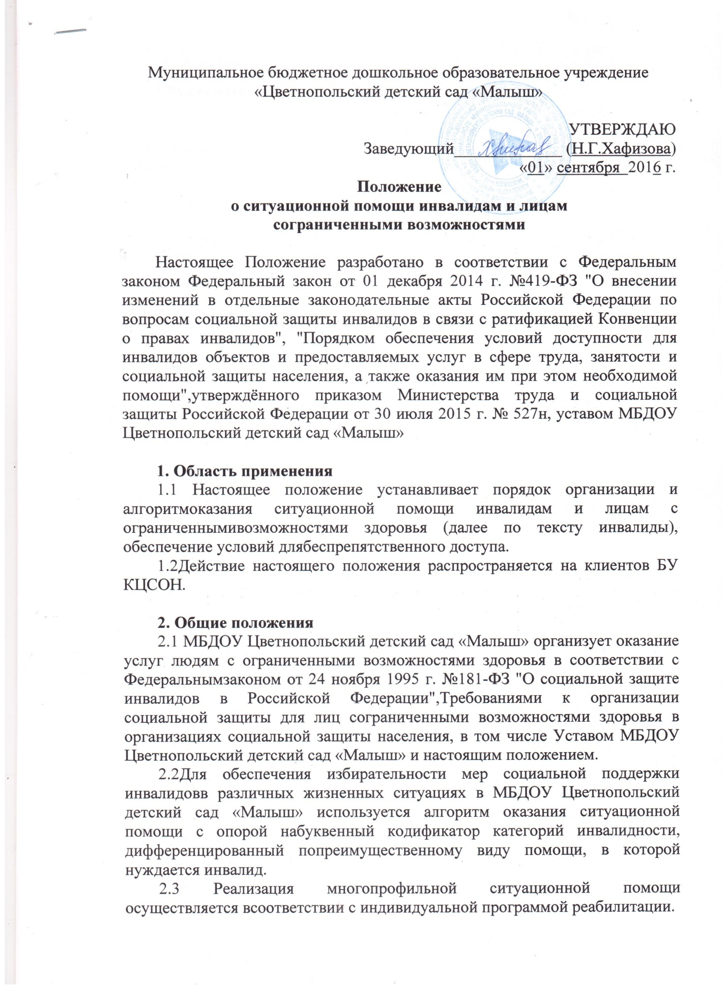 Муниципальное бюджетное дошкольное образовательное учреждение
«Цветнопольский детский сад «Малыш»
УТВЕРЖДАЮ
Заведующий_____________ (Н.Г.Хафизова)
«01» сентября 2016 г.
Положение
о ситуационной помощи инвалидам и лицам
сограниченными возможностями
Настоящее Положение разработано в соответствии с Федеральным
законом Федеральный закон от 01 декабря 2014 г. №419-ФЗ "О внесении
изменений в отдельные законодательные акты Российской Федерации по
вопросам социальной защиты инвалидов в связи с ратификацией Конвенции
о правах инвалидов", "Порядком обеспечения условий доступности для
инвалидов объектов и предоставляемых услуг в сфере труда, занятости и
социальной защиты населения, а также оказания им при этом необходимой
помощи",утверждённого приказом Министерства труда и социальной
защиты Российской Федерации от 30 июля 2015 г. № 527н, уставом МБДОУ
Цветнопольский детский сад «Малыш»
1. Область применения
1.1 Настоящее положение устанавливает порядок организации и
алгоритмоказания ситуационной помощи инвалидам и лицам с
ограниченнымивозможностями здоровья (далее по тексту инвалиды),
обеспечение условий длябеспрепятственного доступа.
1.2Действие настоящего положения распространяется на клиентов БУ
КЦСОН.
2. Общие положения
2.1 МБДОУ Цветнопольский детский сад «Малыш» организует оказание
услуг людям с ограниченными возможностями здоровья в соответствии с
Федеральнымзаконом от 24 ноября 1995 г. №181-ФЗ "О социальной защите
инвалидов в Российской Федерации",Требованиями к организации
социальной защиты для лиц сограниченными возможностями здоровья в
организациях социальной защиты населения, в том числе Уставом МБДОУ
Цветнопольский детский сад «Малыш» и настоящим положением.
2.2Для обеспечения избирательности мер социальной поддержки
инвалидовв различных жизненных ситуациях в МБДОУ Цветнопольский
детский сад «Малыш» используется алгоритм оказания ситуационной
помощи с опорой набуквенный кодификатор категорий инвалидности,
дифференцированный попреимущественному виду помощи, в которой
нуждается инвалид.
2.3 Реализация многопрофильной ситуационной помощи
осуществляется всоответствии с индивидуальной программой реабилитации.